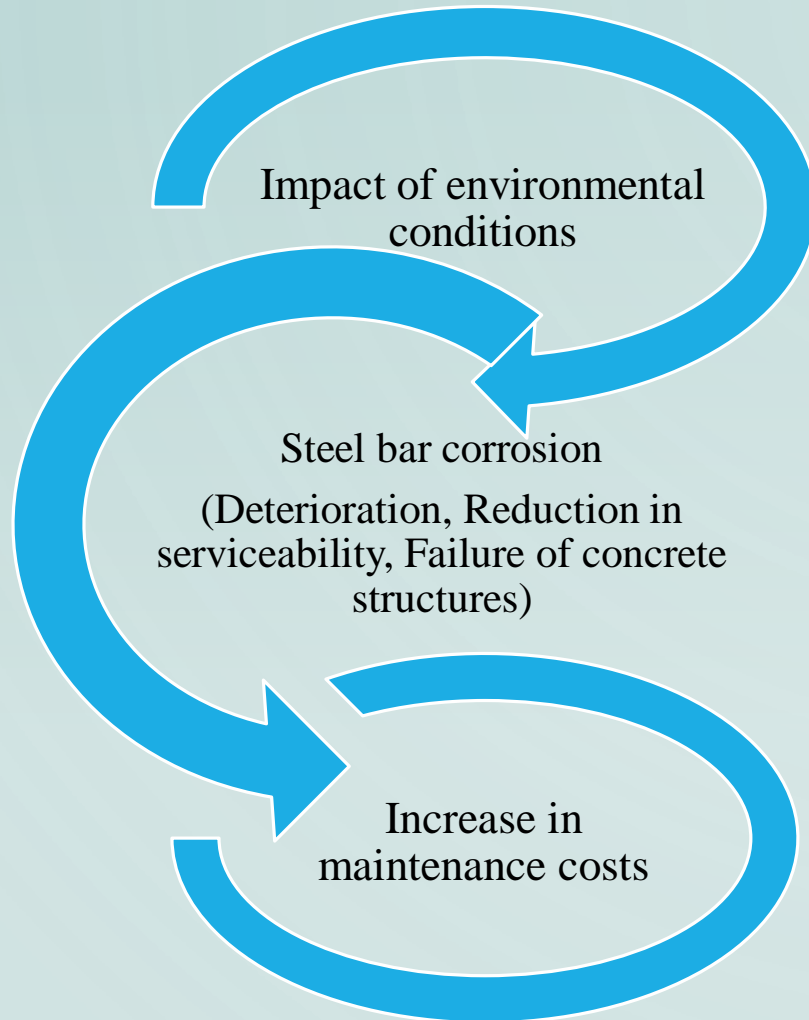 Impact of environmental
conditions
Steel bar corrosion
(Deterioration, Reduction in
serviceability, Failure of concrete
structures)
Increase in
maintenance costs